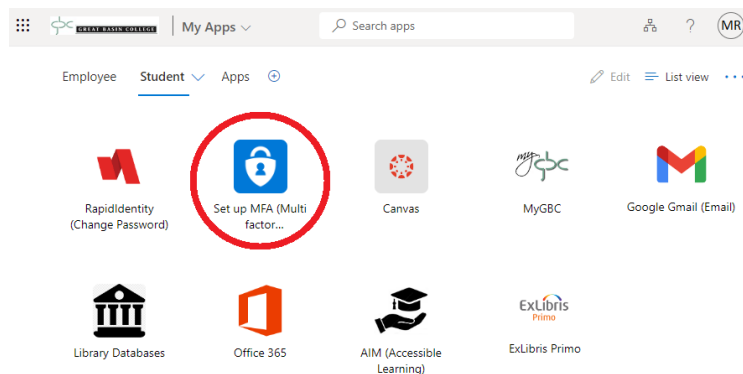 GREAT BASIN COLLEGE
My Apps
Search apps
?
MR
Employee
Student
Apps
Edit
List view
RapidIdentity
(Change Password)
Set up MFA (Multi
factor...
Canvas
mygbc
MyGBC
Google Gmail (Email)
Library Databases
Office 365
AIM (Accessible
Learning)
ExLibris
Primo
ExLibris Primo